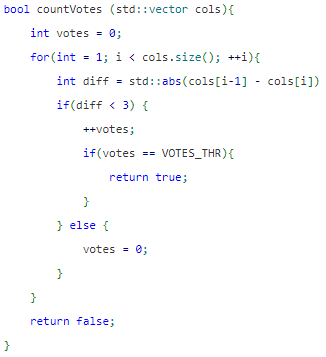 bool countVotes (std::vector cols){
    int votes = 0;
    for(int = 1; i < cols.size(); ++i){
        int diff = std::abs(cols[i-1] - cols[i])
        if(diff < 3) {
            ++votes;
            if(votes == VOTES_THR){
                return true;
            }
        } else {
            votes = 0;
        }
    }
    return false;
}